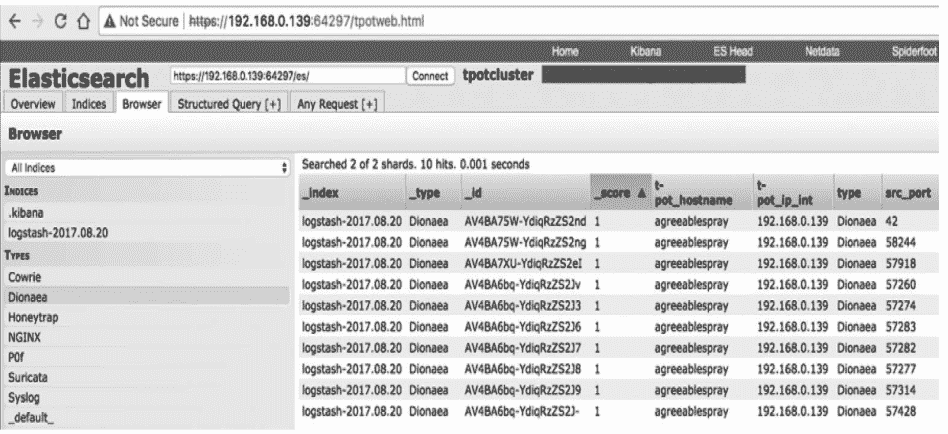 Not Secure | https://192.168.0.139:64297/tpotweb.html
Home Kibana ES Head Netdata Spiderfoot
Elasticsearch https://192.168.0.139:64297/es/ Connect tpotcluster
Overview Indices Browser Structured Query [+] Any Request [+]
Browser
All Indices
INDICES
.kibana
logstash-2017.08.20
TYPES
Cowrie
Dionaea
Honeytrap
NGINX
P0f
Suricata
Syslog
_default_
Searched 2 of 2 shards. 10 hits. 0.001 seconds
_index _type _id _score ▲ t-pot_hostname t-pot_ip_int type src_port
logstash-2017.08.20 Dionaea AV4BA75W-YdiqRzZS2nd 1 agreeablespray 192.168.0.139 Dionaea 42
logstash-2017.08.20 Dionaea AV4BA75W-YdiqRzZS2ng 1 agreeablespray 192.168.0.139 Dionaea 58244
logstash-2017.08.20 Dionaea AV4BA7XU-YdiqRzZS2eI 1 agreeablespray 192.168.0.139 Dionaea 57918
logstash-2017.08.20 Dionaea AV4BA6bq-YdiqRzZS2Jv 1 agreeablespray 192.168.0.139 Dionaea 57260
logstash-2017.08.20 Dionaea AV4BA6bq-YdiqRzZS2J3 1 agreeablespray 192.168.0.139 Dionaea 57274
logstash-2017.08.20 Dionaea AV4BA6bq-YdiqRzZS2J6 1 agreeablespray 192.168.0.139 Dionaea 57283
logstash-2017.08.20 Dionaea AV4BA6bq-YdiqRzZS2J7 1 agreeablespray 192.168.0.139 Dionaea 57282
logstash-2017.08.20 Dionaea AV4BA6bq-YdiqRzZS2J8 1 agreeablespray 192.168.0.139 Dionaea 57277
logstash-2017.08.20 Dionaea AV4BA6bq-YdiqRzZS2J9 1 agreeablespray 192.168.0.139 Dionaea 57314
logstash-2017.08.20 Dionaea AV4BA6bq-YdiqRzZS2J- 1 agreeablespray 192.168.0.139 Dionaea 57428